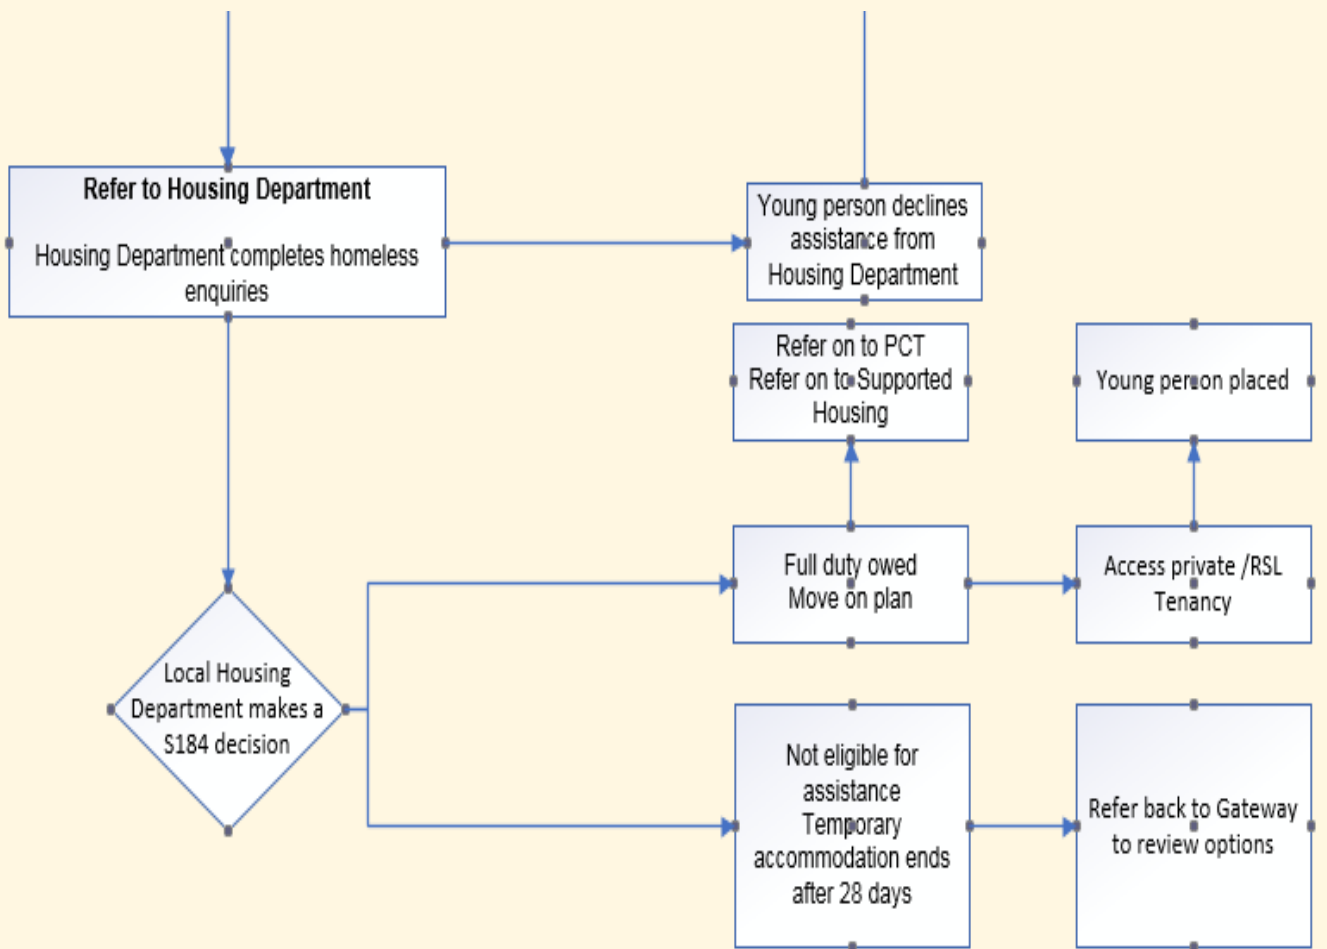 Refer to Housing Department
Housing Department completes homeless
enquiries
Young person declines
assistance from
Housing Department
Refer on to PCT
Refer on to Supported
Housing
Young person placed
Full duty owed
Move on plan
Access private /RSL
Tenancy
Local Housing
Department makes a
S184 decision
Not eligible for
assistance
Temporary
accommodation ends
after 28 days
Refer back to Gateway
to review options